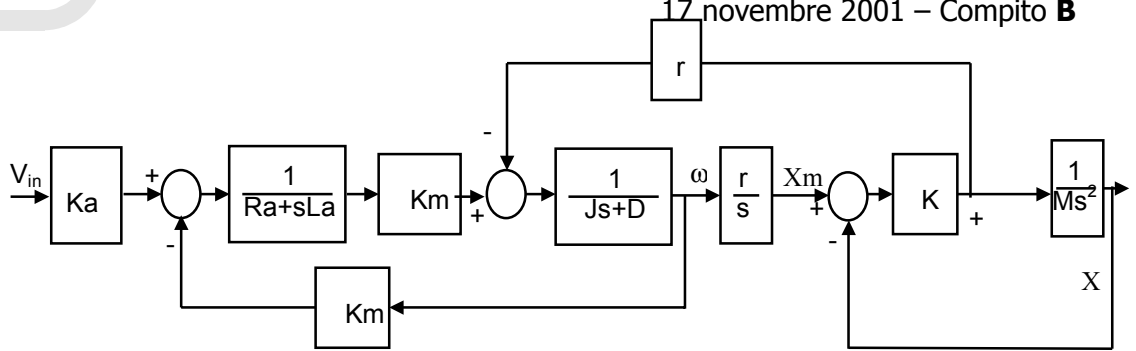 17 novembre 2001 – Compito B
r
-
V_in
Ka
+
-
1
Ra+sLa
Km
+
1
Js+D
ω
r
s
Xm
+
-
K
+
1
Ms²
Km
X